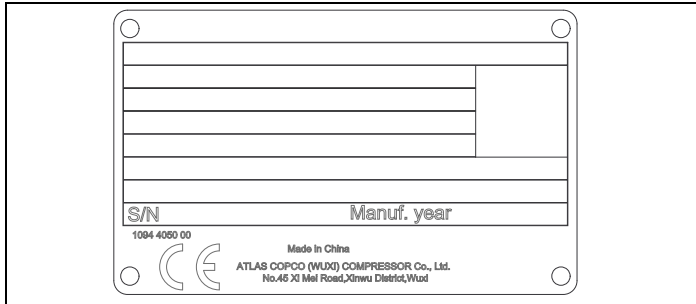 S/N Manuf. year
1094 4050 00
Made in China
CE
ATLAS COPCO (WUXI) COMPRESSOR Co., Ltd.
No.45 Xi Mei Road,Xinwu District,Wuxi